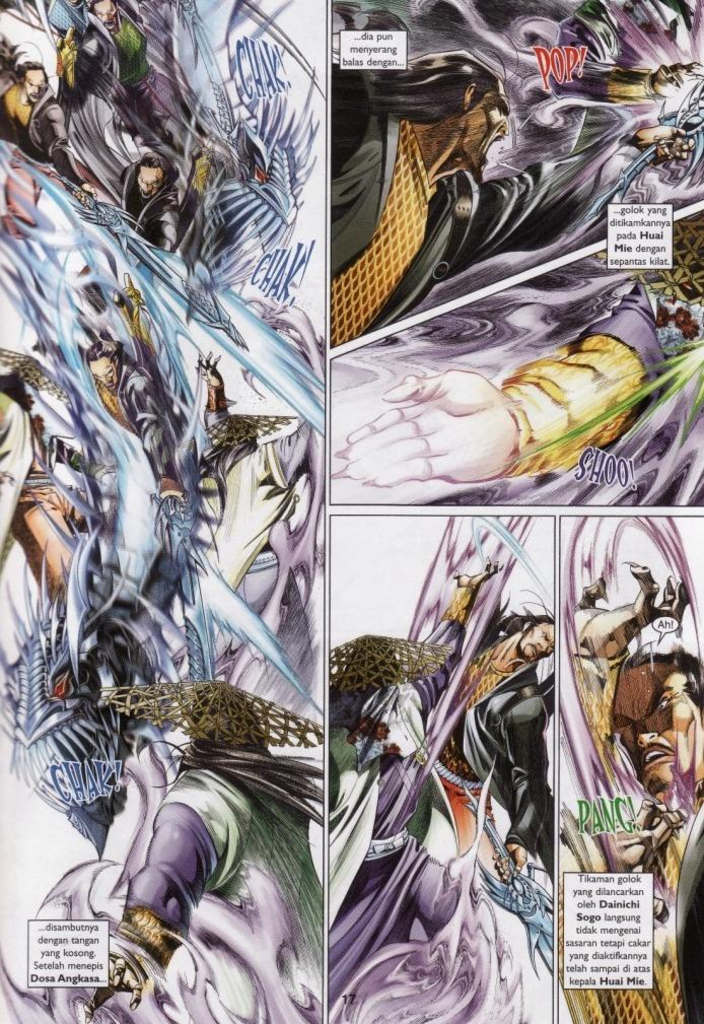 CHAK!
CHAK!
CHAK!
...disambutnya
dengan tangan
yang kosong.
Setelah menepis
Dosa Angkasa...
...dia pun
menyerang
balas dengan...
POP!
...golok yang
ditikamkannya
pada Huai
Mie dengan
sepantas kilat.
SHOO!
Ah!
PANG!
Tikaman golok
yang dilancarkan
oleh Dainichi
Sogo langsung
tidak mengenai
sasaran tetapi cakar
yang diaktifkannya
telah sampai di atas
kepala Huai Mie.
17